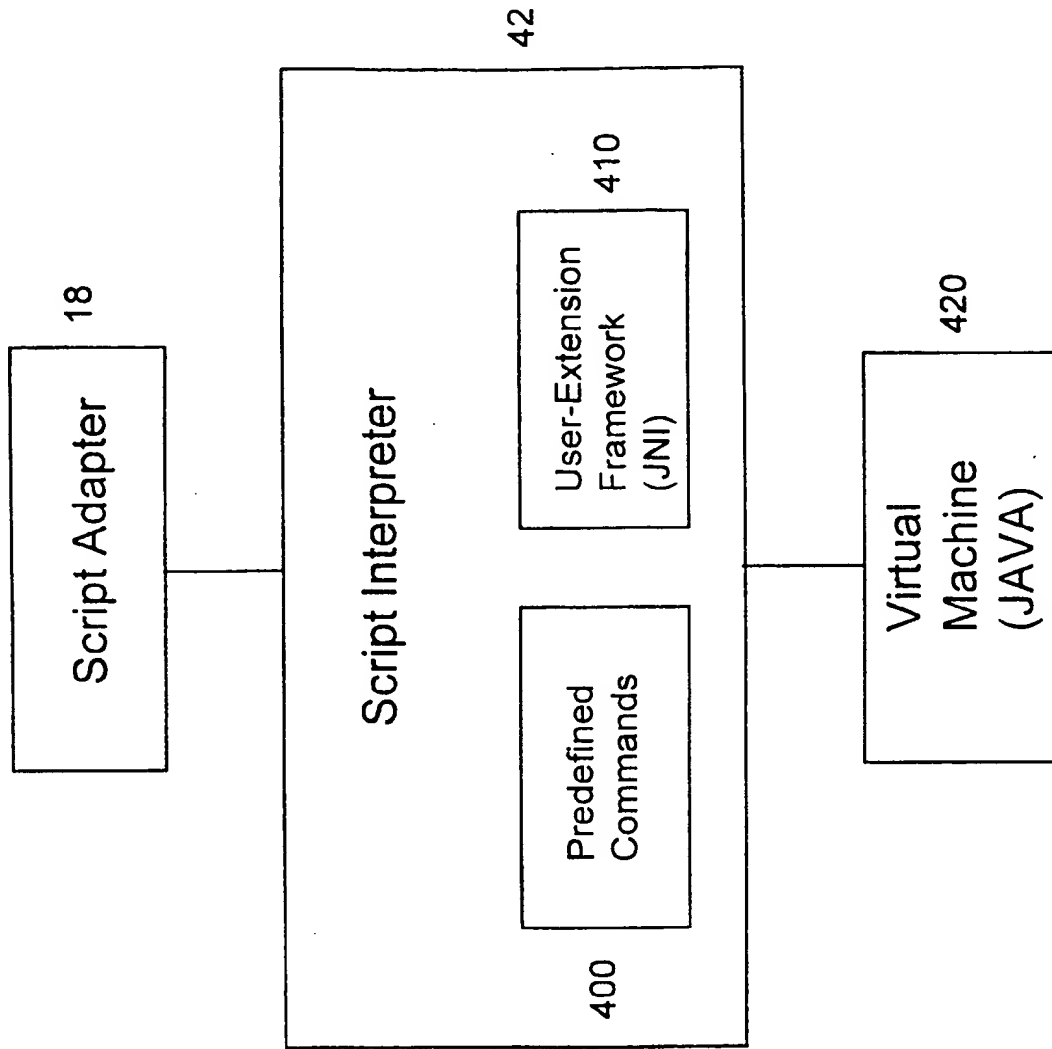 Script Adapter
18
42
Script Interpreter
Predefined
Commands
400
User-Extension
Framework
(JNI)
410
Virtual
Machine
(JAVA)
420